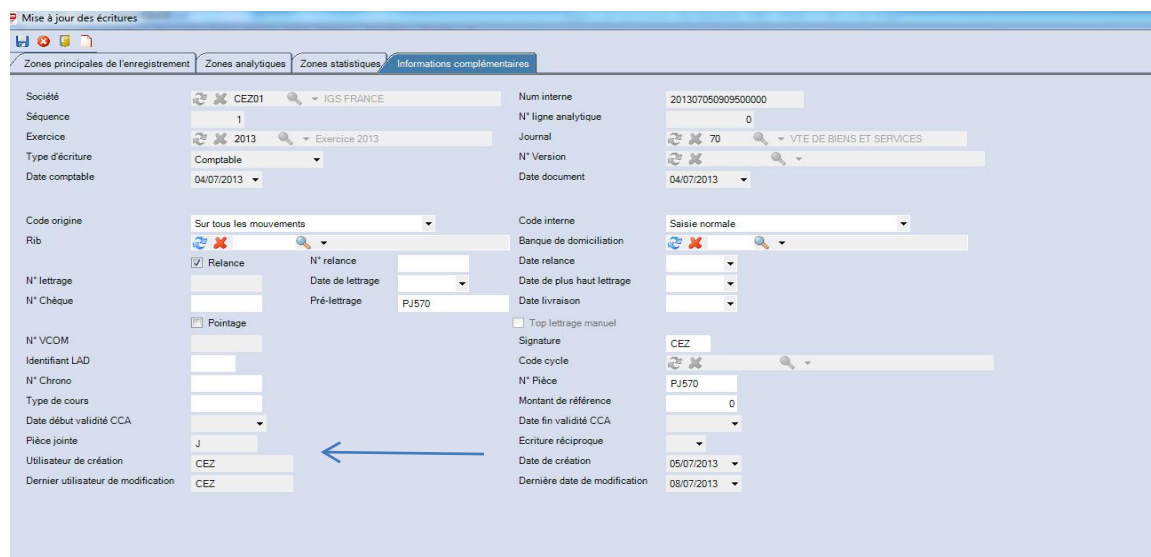 Mise à jour des écritures
Zones principales de l'enregistrement Zones analytiques Zones statistiques Informations complémentaires
Société CEZ01 IGS FRANCE Num interne 201307050909500000
Séquence 1 N° ligne analytique 0
Exercice 2013 Exercice 2013 Journal 70 VTE DE BIENS ET SERVICES
Type d'écriture Comptable N° Version
Date comptable 04/07/2013 Date document 04/07/2013
Code origine Sur tous les mouvements Code interne Saisie normale
Rib Banque de domiciliation
Relance N° relance Date relance
N° lettrage Date de lettrage Date de plus haut lettrage
N° Chèque Pré-lettrage PJ570 Date livraison
Pointage Top lettrage manuel
N° VCOM Signature CEZ
Identifiant LAD Code cycle
N° Chrono N° Pièce PJ570
Type de cours Montant de référence 0
Date début validité CCA Date fin validité CCA
Pièce jointe J Ecriture réciproque
Utilisateur de création CEZ Date de création 05/07/2013
Dernier utilisateur de modification CEZ Dernière date de modification 08/07/2013